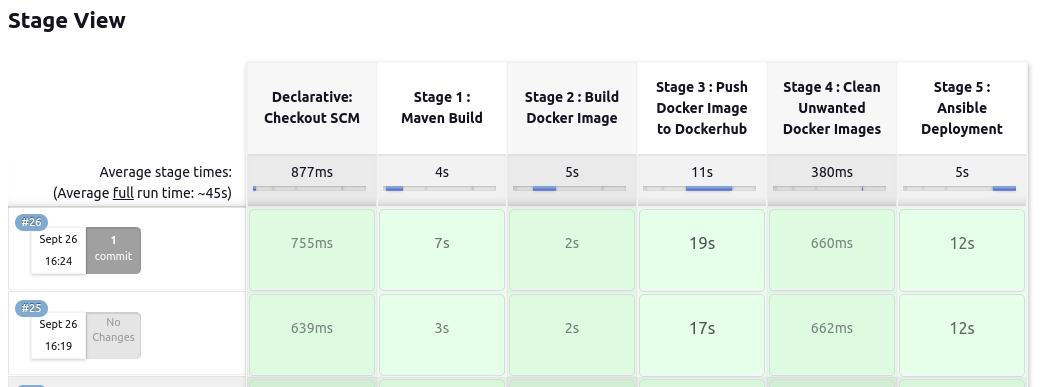 Stage View
Declarative:
Checkout SCM
Stage 1 :
Maven Build
Stage 2 : Build
Docker Image
Stage 3 : Push
Docker Image
to Dockerhub
Stage 4 : Clean
Unwanted
Docker Images
Stage 5 :
Ansible
Deployment
Average stage times:
(Average full run time: ~45s)
877ms
4s
5s
11s
380ms
5s
#26
Sept 26
16:24
1
commit
755ms
7s
2s
19s
660ms
12s
#25
Sept 26
16:19
No
Changes
639ms
3s
2s
17s
662ms
12s